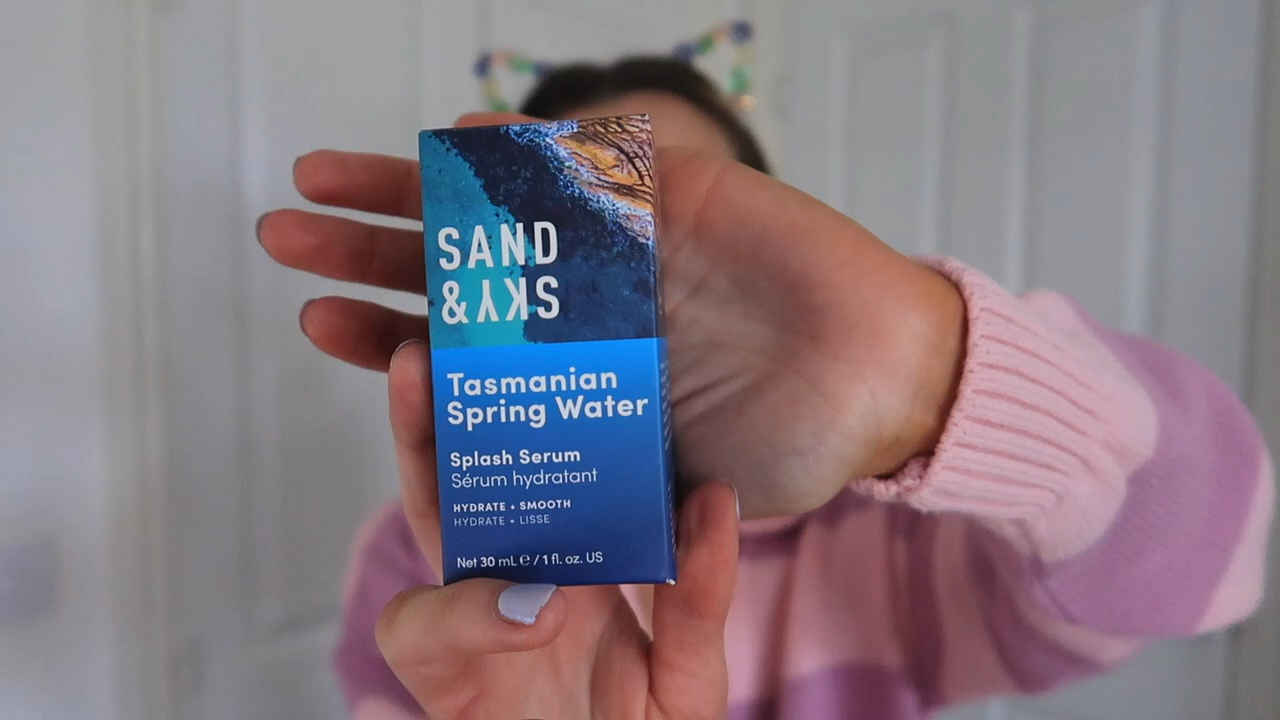 SAND
& SKY
Tasmanian
Spring Water
Splash Serum
Sérum hydratant
HYDRATE + SMOOTH
HYDRATE + LISSE
Net 30 mL ℮ / 1 fl. oz. US